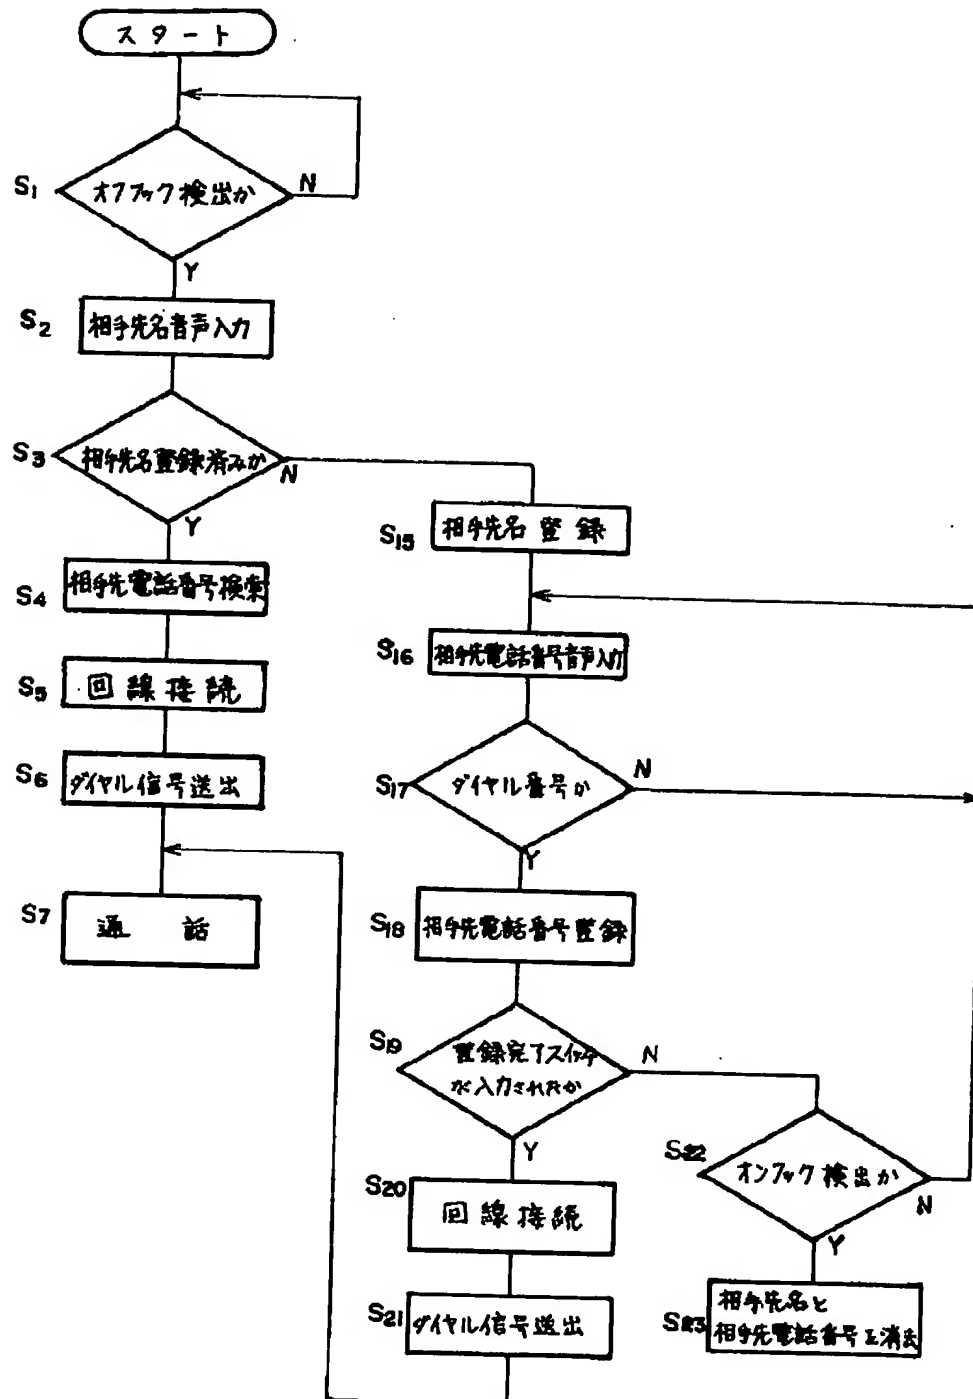 スタート
S1 オフフック検出か N
Y
S2 相手先名音声入力
S3 相手先名登録済みか N
Y
S4 相手先電話番号検索
S5 回線接続
S6 ダイヤル信号送出
S7 通話
S15 相手先名登録
S16 相手先電話番号音声入力
S17 ダイヤル番号か N
Y
S18 相手先電話番号登録
S19 登録完了スイッチ
が入力されたか N
Y
S20 回線接続
S21 ダイヤル信号送出
S22 オンフック検出か N
Y
S23 相手先名と
相手先電話番号を消去